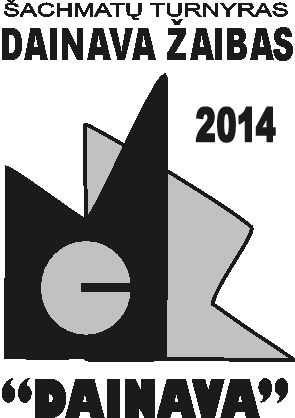 ŠACHMATŲ TURNYRAS
DAINAVA ŽAIBAS
2014
“DAINAVA”